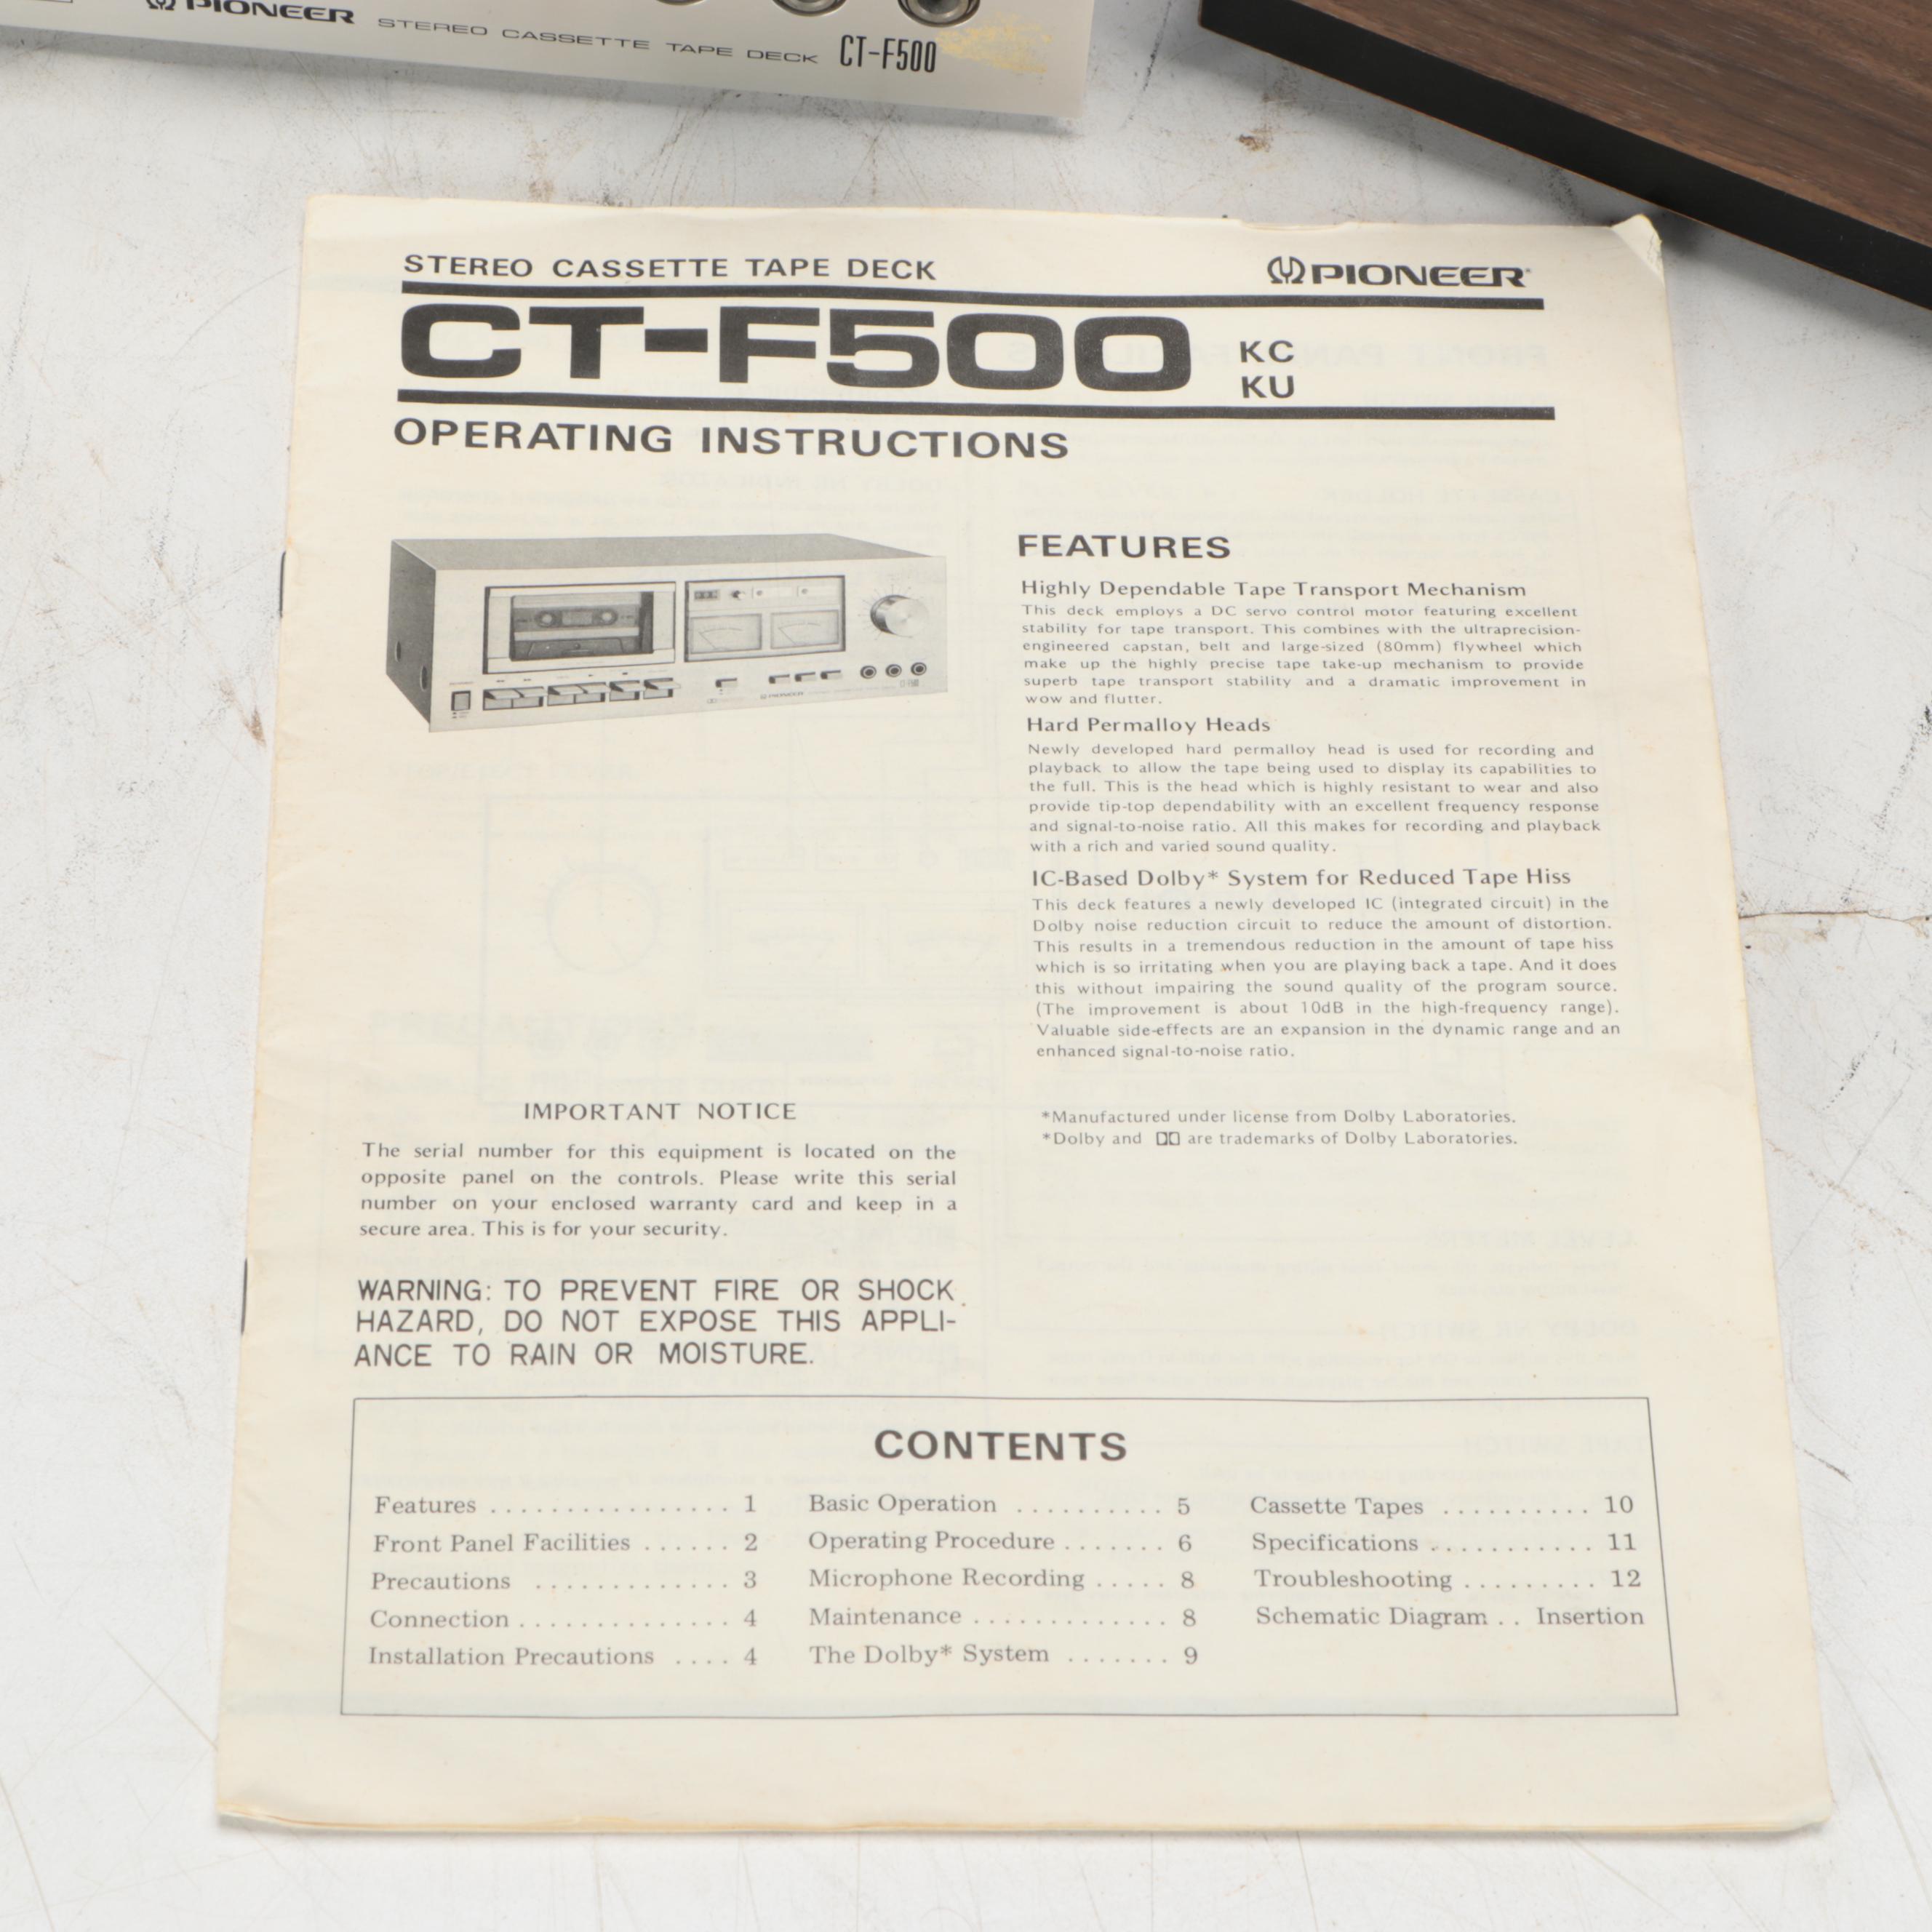 PIONEER STEREO CASSETTE TAPE DECK CT-F500
STEREO CASSETTE TAPE DECK
PIONEER®
CT-F500
KC
KU
OPERATING INSTRUCTIONS
FEATURES
Highly Dependable Tape Transport Mechanism
This deck employs a DC servo control motor featuring excellent
stability for tape transport. This combines with the ultraprecision-
engineered capstan, belt and large-sized (80mm) flywheel which
make up the highly precise tape take-up mechanism to provide
superb tape transport stability and a dramatic improvement in
wow and flutter.
Hard Permalloy Heads
Newly developed hard permalloy head is used for recording and
playback to allow the tape being used to display its capabilities to
the full. This is the head which is highly resistant to wear and also
provide tip-top dependability with an excellent frequency response
and signal-to-noise ratio. All this makes for recording and playback
with a rich and varied sound quality.
IC-Based Dolby* System for Reduced Tape Hiss
This deck features a newly developed IC (integrated circuit) in the
Dolby noise reduction circuit to reduce the amount of distortion.
This results in a tremendous reduction in the amount of tape hiss
which is so irritating when you are playing back a tape. And it does
this without impairing the sound quality of the program source.
(The improvement is about 10dB in the high-frequency range).
Valuable side-effects are an expansion in the dynamic range and an
enhanced signal-to-noise ratio.
*Manufactured under license from Dolby Laboratories.
*Dolby and are trademarks of Dolby Laboratories.
IMPORTANT NOTICE
The serial number for this equipment is located on the
opposite panel on the controls. Please write this serial
number on your enclosed warranty card and keep in a
secure area. This is for your security.
WARNING: TO PREVENT FIRE OR SHOCK
HAZARD, DO NOT EXPOSE THIS APPLI-
ANCE TO RAIN OR MOISTURE.
CONTENTS
Features ................ 1
Front Panel Facilities ...... 2
Precautions ............. 3
Connection .............. 4
Installation Precautions .... 4
Basic Operation .......... 5
Operating Procedure ....... 6
Microphone Recording ..... 8
Maintenance ............. 8
The Dolby* System ....... 9
Cassette Tapes .......... 10
Specifications ........... 11
Troubleshooting ......... 12
Schematic Diagram .. Insertion